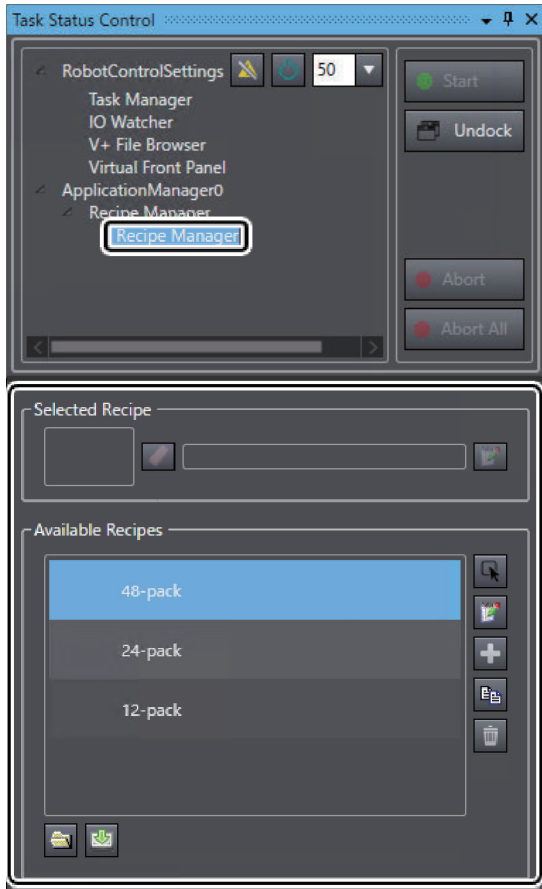 Task Status Control
RobotControlSettings 50
Task Manager
IO Watcher
V+ File Browser
Virtual Front Panel
ApplicationManager0
Recipe Manager
Recipe Manager
Start
Undock
Abort
Abort All
Selected Recipe
Available Recipes
48-pack
24-pack
12-pack